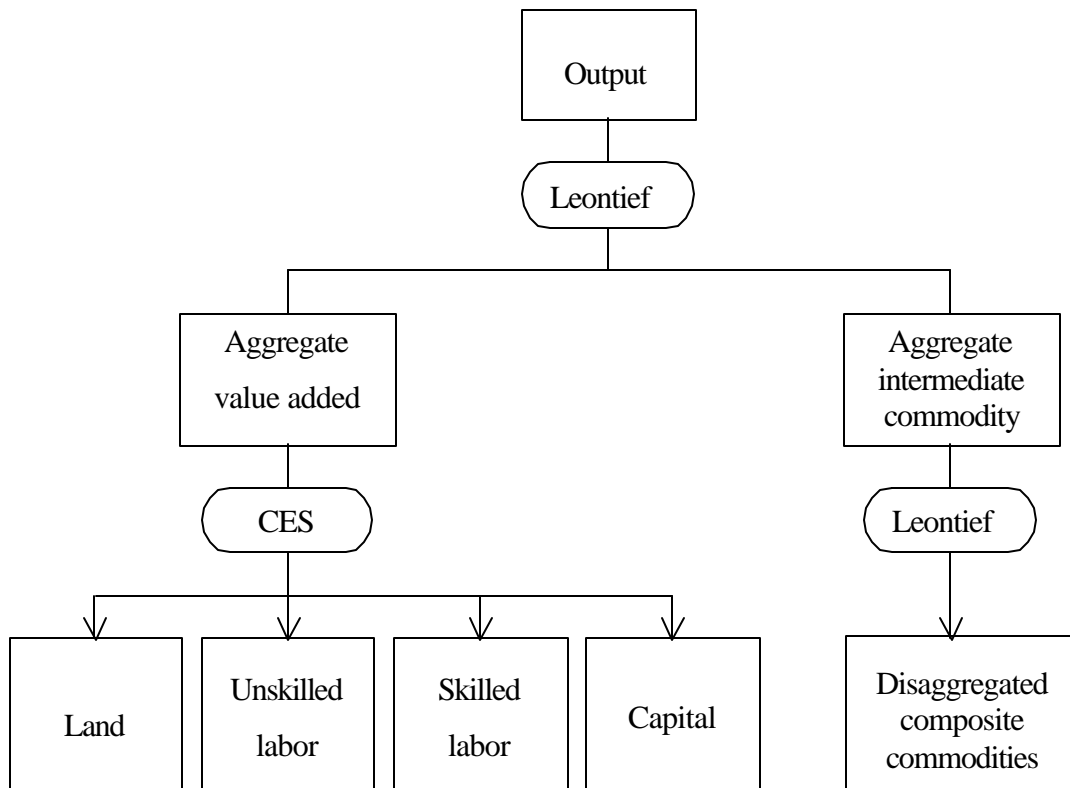 Output
Leontief
Aggregate
value added
Aggregate
intermediate
commodity
CES
Leontief
Land
Unskilled
labor
Skilled
labor
Capital
Disaggregated
composite
commodities